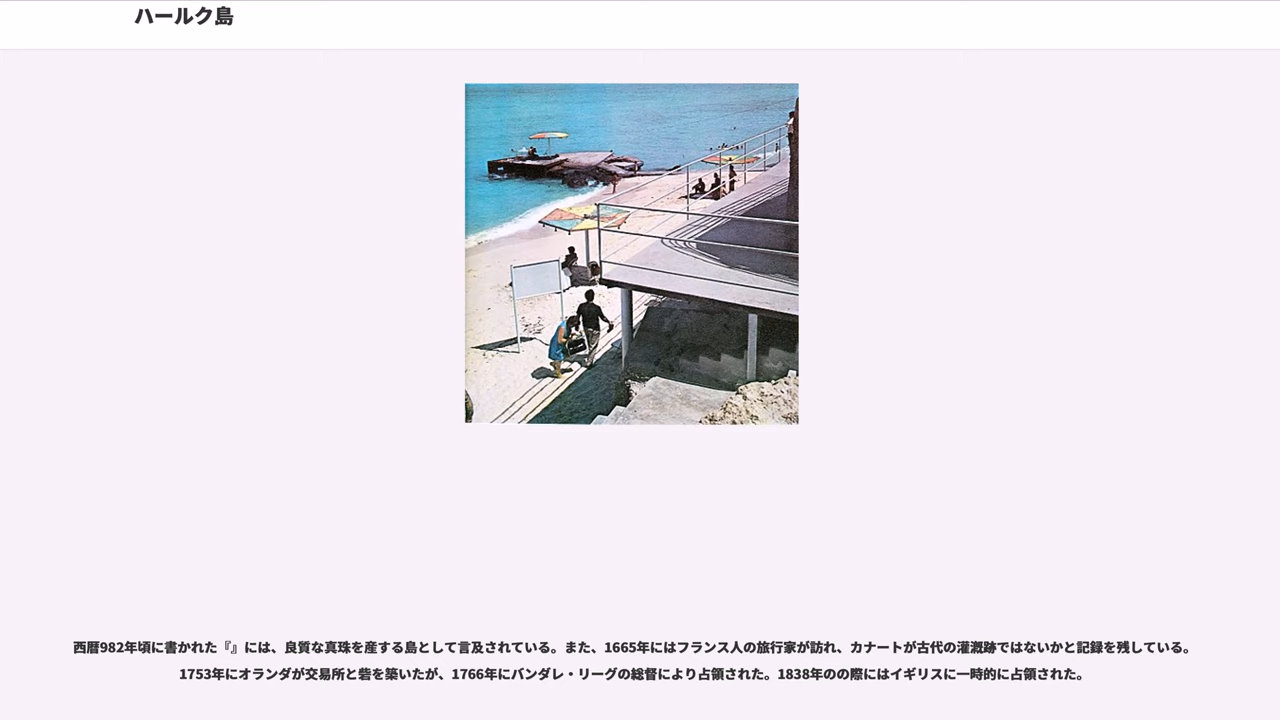 ハールク島
西暦982年頃に書かれた『』には、良質な真珠を産する島として言及されている。また、1665年にはフランス人の旅行家が訪れ、カナートが古代の灌漑跡ではないかと記録を残している。
1753年にオランダが交易所と砦を築いたが、1766年にバンダレ・リーグの総督により占領された。1838年のの際にはイギリスに一時的に占領された。